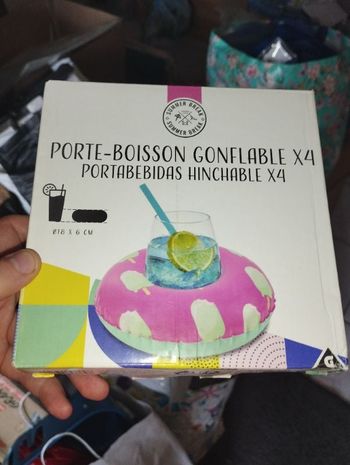 SUMMER BREAK
SUMMER BREAK
PORTE-BOISSON GONFLABLE X4
PORTABEBIDAS HINCHABLE X4
Ø18 X 6 CM